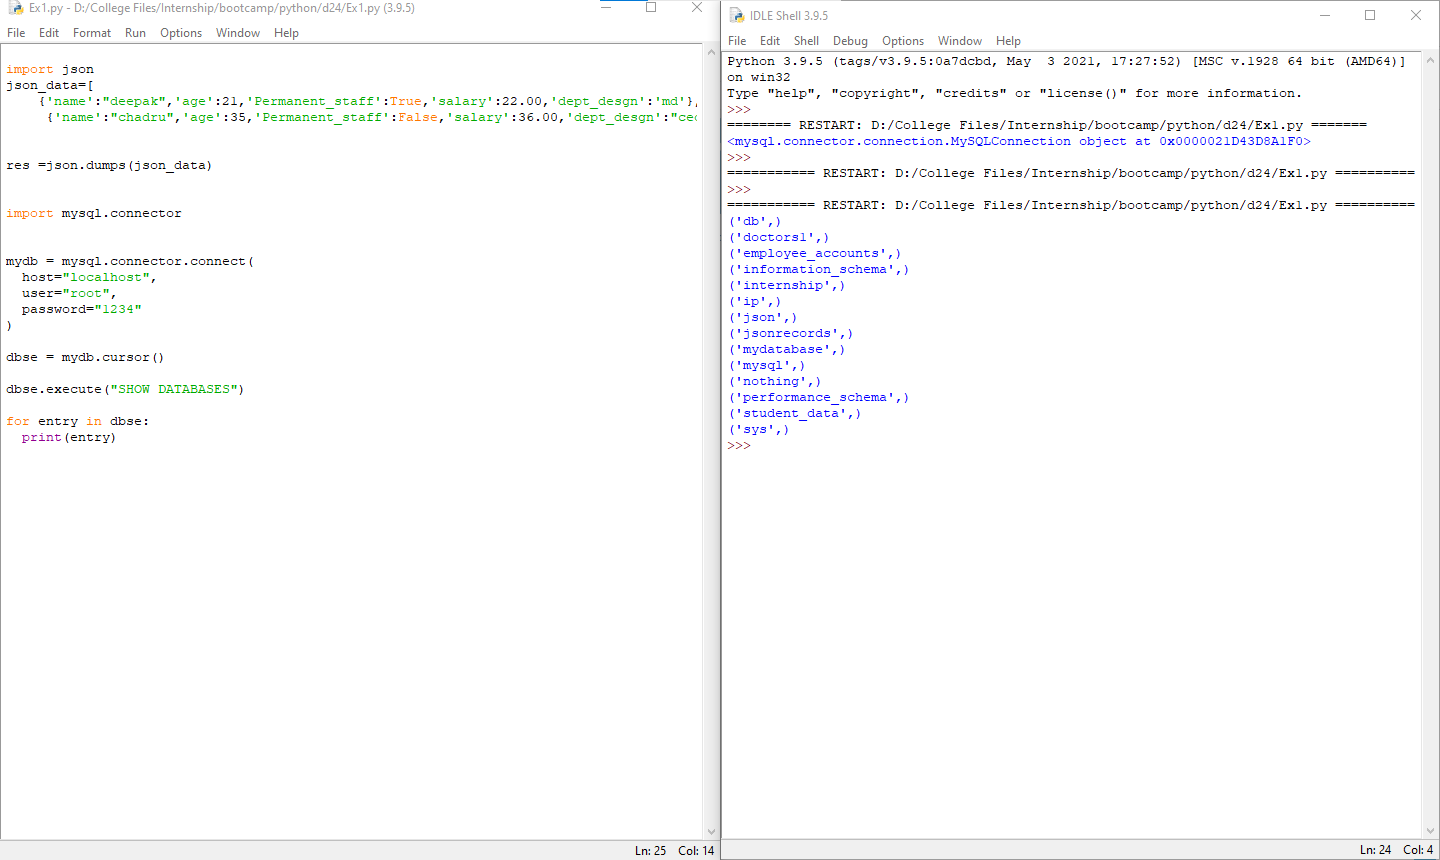 Ex1.py - D:/College Files/Internship/bootcamp/python/d24/Ex1.py (3.9.5)
File Edit Format Run Options Window Help
import json
json_data=[
    {'name':"deepak",'age':21,'Permanent_staff':True,'salary':22.00,'dept_desgn':'md'},
     {'name':"chadru",'age':35,'Permanent_staff':False,'salary':36.00,'dept_desgn':"ceo
res =json.dumps(json_data)
import mysql.connector
mydb = mysql.connector.connect(
  host="localhost",
  user="root",
  password="1234"
)
dbse = mydb.cursor()
dbse.execute("SHOW DATABASES")
for entry in dbse:
  print(entry)
Ln: 25 Col: 14
IDLE Shell 3.9.5
File Edit Shell Debug Options Window Help
Python 3.9.5 (tags/v3.9.5:0a7dcbd, May  3 2021, 17:27:52) [MSC v.1928 64 bit (AMD64)]
on win32
Type "help", "copyright", "credits" or "license()" for more information.
>>>
======== RESTART: D:/College Files/Internship/bootcamp/python/d24/Ex1.py =======
<mysql.connector.connection.MySQLConnection object at 0x0000021D43D8A1F0>
>>>
=========== RESTART: D:/College Files/Internship/bootcamp/python/d24/Ex1.py ==========
>>>
=========== RESTART: D:/College Files/Internship/bootcamp/python/d24/Ex1.py ==========
('db',)
('doctors1',)
('employee_accounts',)
('information_schema',)
('internship',)
('ip',)
('json',)
('jsonrecords',)
('mydatabase',)
('mysql',)
('nothing',)
('performance_schema',)
('student_data',)
('sys',)
>>>
Ln: 24 Col: 4